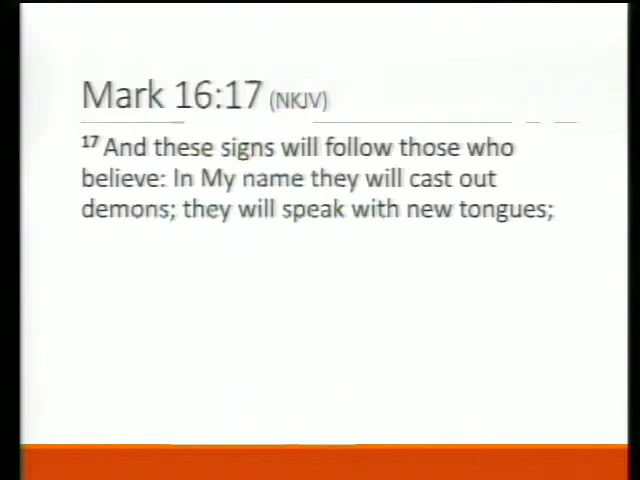 Mark 16:17 (NKJV)
17 And these signs will follow those who
believe: In My name they will cast out
demons; they will speak with new tongues;